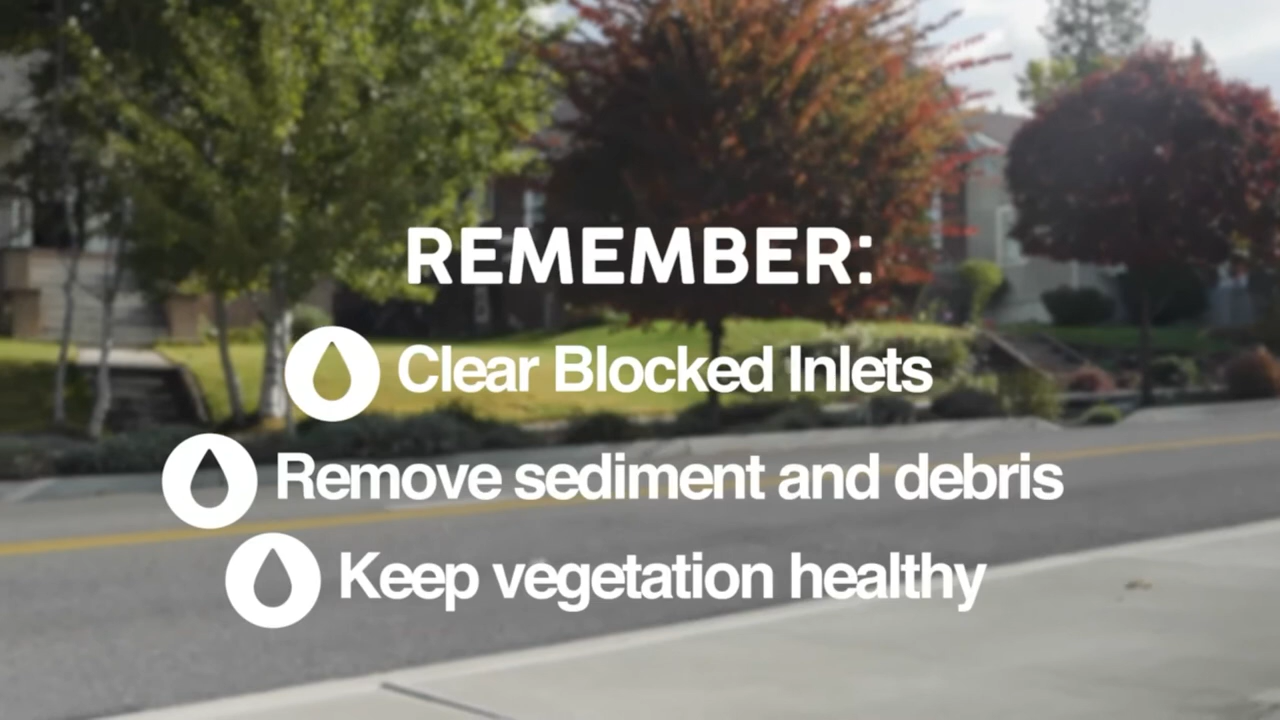 REMEMBER:
Clear Blocked Inlets
Remove sediment and debris
Keep vegetation healthy